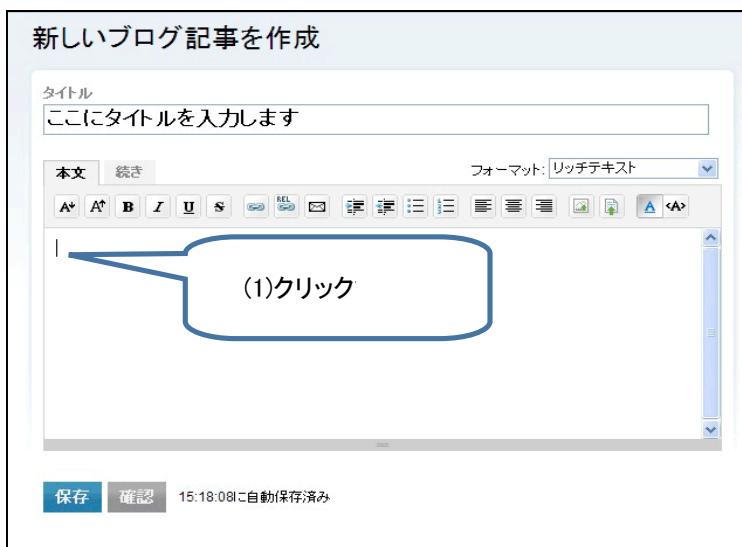 新しいブログ記事を作成
タイトル
ここにタイトルを入力します
本文 続き フォーマット: リッチテキスト
A A B I U S REL A <A>
(1)クリック
保存 確認 15:18:08に自動保存済み